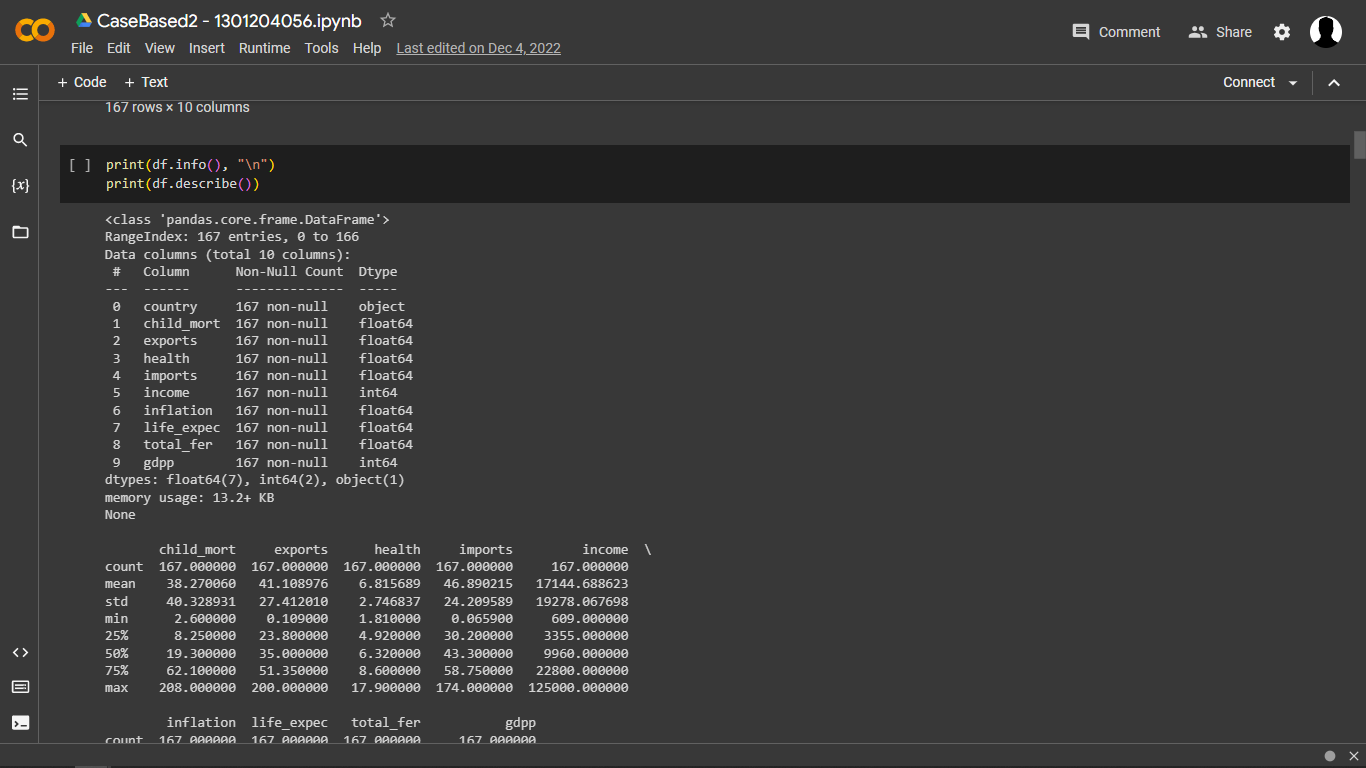 CaseBased2 - 1301204056.ipynb
File Edit View Insert Runtime Tools Help Last edited on Dec 4, 2022
Comment Share
+ Code + Text
Connect
167 rows × 10 columns
{x}
[ ] print(df.info(), "\n")
print(df.describe())
<class 'pandas.core.frame.DataFrame'>
RangeIndex: 167 entries, 0 to 166
Data columns (total 10 columns):
 #   Column      Non-Null Count  Dtype
---  ------      --------------  -----
 0   country     167 non-null    object
 1   child_mort  167 non-null    float64
 2   exports     167 non-null    float64
 3   health      167 non-null    float64
 4   imports     167 non-null    float64
 5   income      167 non-null    int64
 6   inflation   167 non-null    float64
 7   life_expec  167 non-null    float64
 8   total_fer   167 non-null    float64
 9   gdpp        167 non-null    int64
dtypes: float64(7), int64(2), object(1)
memory usage: 13.2+ KB
None
       child_mort     exports      health     imports         income  \
count  167.000000  167.000000  167.000000  167.000000     167.000000
mean    38.270060   41.108976    6.815689   46.890215   17144.688623
std     40.328931   27.412010    2.746837   24.209589   19278.067698
min      2.600000    0.109000    1.810000    0.065900     609.000000
25%      8.250000   23.800000    4.920000   30.200000    3355.000000
50%     19.300000   35.000000    6.320000   43.300000    9960.000000
75%     62.100000   51.350000    8.600000   58.750000   22800.000000
max    208.000000  200.000000   17.900000  174.000000  125000.000000
        inflation  life_expec   total_fer           gdpp
count  167.000000  167.000000  167.000000     167.000000